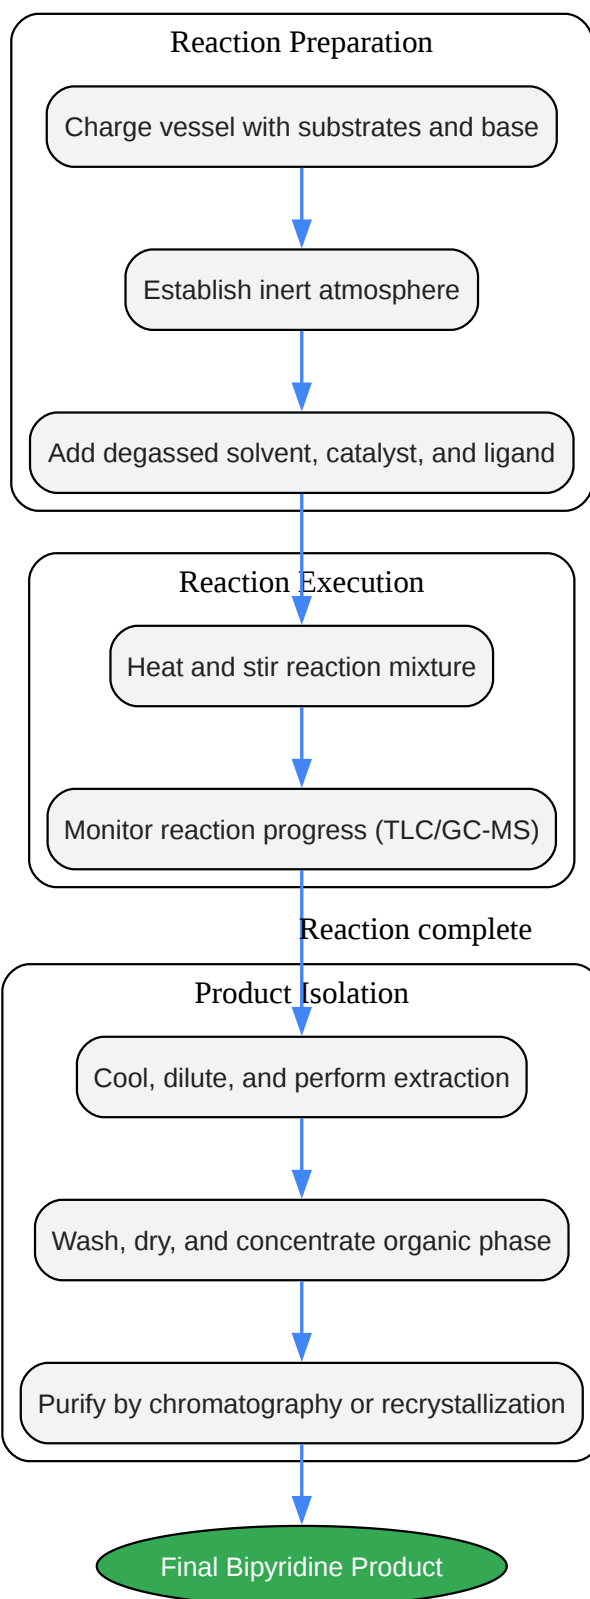 Reaction Preparation
Charge vessel with substrates and base
Establish inert atmosphere
Add degassed solvent, catalyst, and ligand
Reaction Execution
Heat and stir reaction mixture
Monitor reaction progress (TLC/GC-MS)
Reaction complete
Product Isolation
Cool, dilute, and perform extraction
Wash, dry, and concentrate organic phase
Purify by chromatography or recrystallization
Final Bipyridine Product